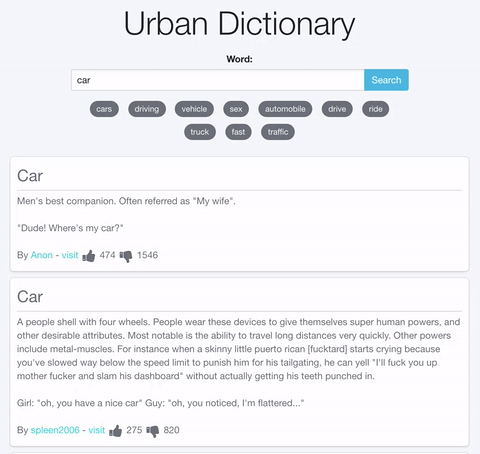 Urban Dictionary
Word:
car
Search
cars driving vehicle sex automobile drive ride
truck fast traffic
Car
Men's best companion. Often referred as "My wife".
"Dude! Where's my car?"
By Anon - visit 474 1546
Car
A people shell with four wheels. People wear these devices to give themselves super human powers, and
other desirable attributes. Most notable is the ability to travel long distances very quickly. Other powers
include metal-muscles. For instance when a skinny little puerto rican [fucktard] starts crying because
you've slowed way below the speed limit to punish him for his tailgating, he can yell "I'll fuck you up
mother fucker and slam his dashboard" without actually getting his teeth punched in.
Girl: "oh, you have a nice car" Guy: "oh, you noticed, I'm flattered..."
By spleen2006 - visit 275 820